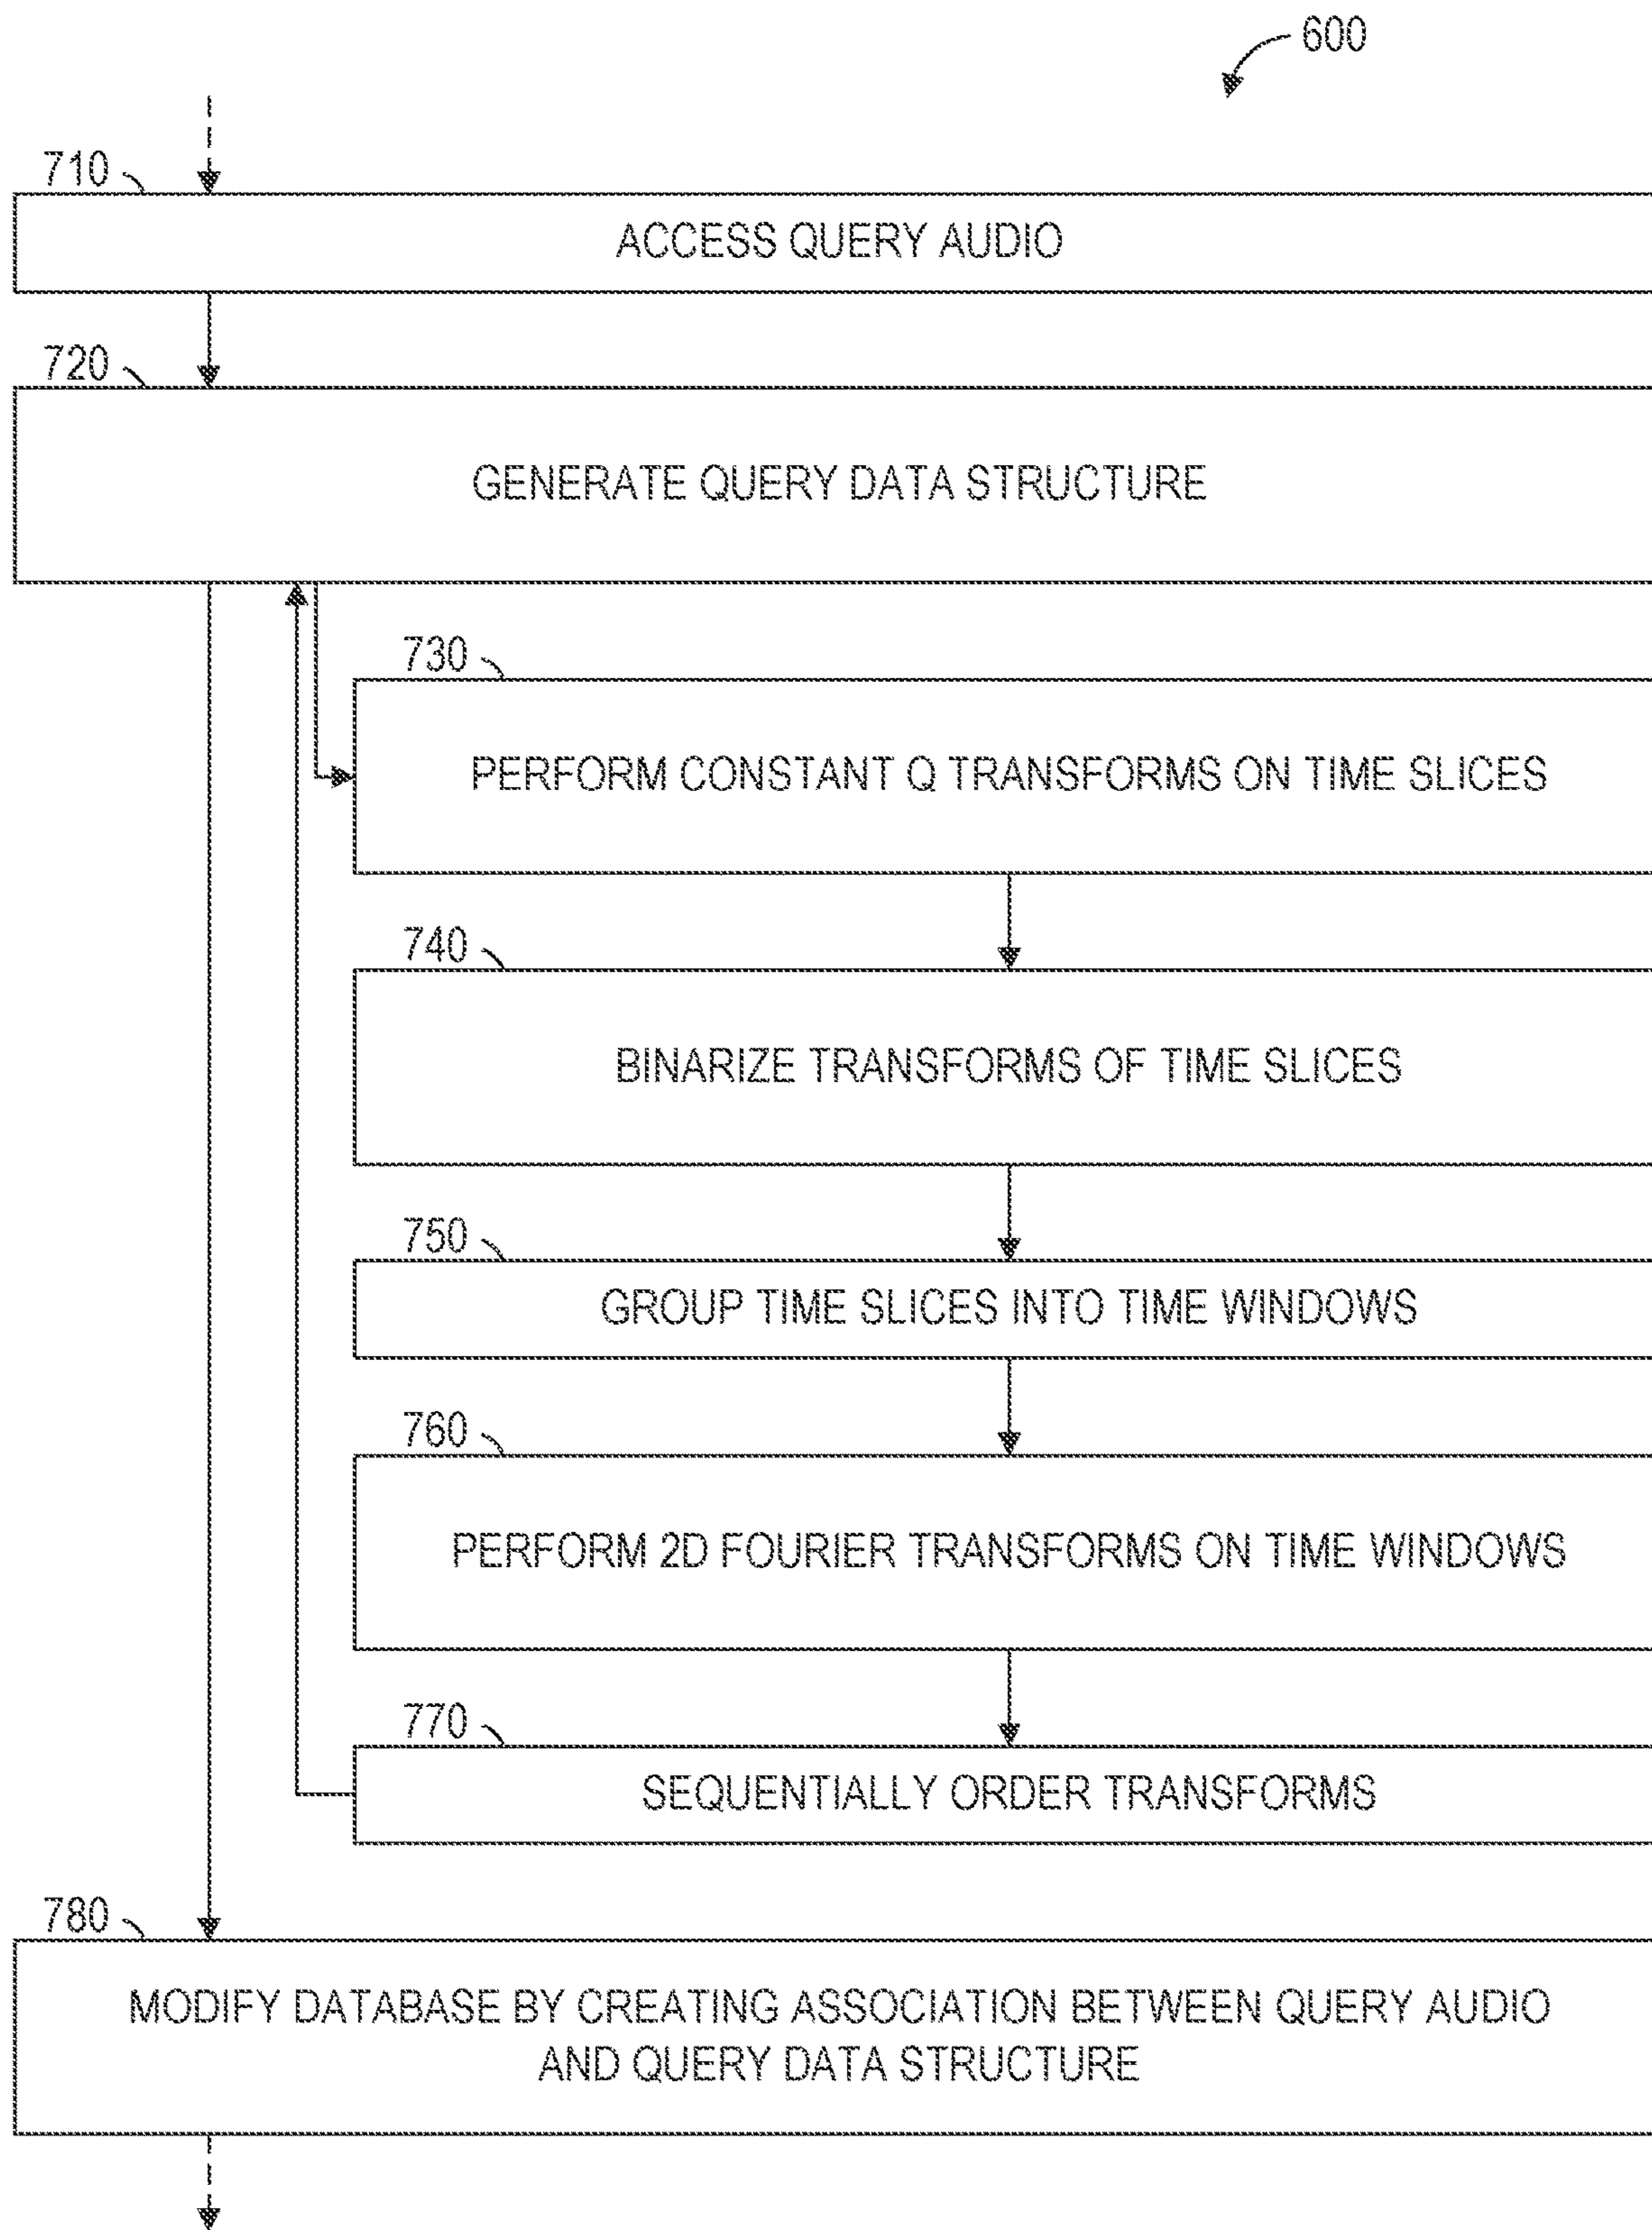 600
710
ACCESS QUERY AUDIO
720
GENERATE QUERY DATA STRUCTURE
730
PERFORM CONSTANT Q TRANSFORMS ON TIME SLICES
740
BINARIZE TRANSFORMS OF TIME SLICES
750
GROUP TIME SLICES INTO TIME WINDOWS
760
PERFORM 2D FOURIER TRANSFORMS ON TIME WINDOWS
770
SEQUENTIALLY ORDER TRANSFORMS
780
MODIFY DATABASE BY CREATING ASSOCIATION BETWEEN QUERY AUDIO
AND QUERY DATA STRUCTURE